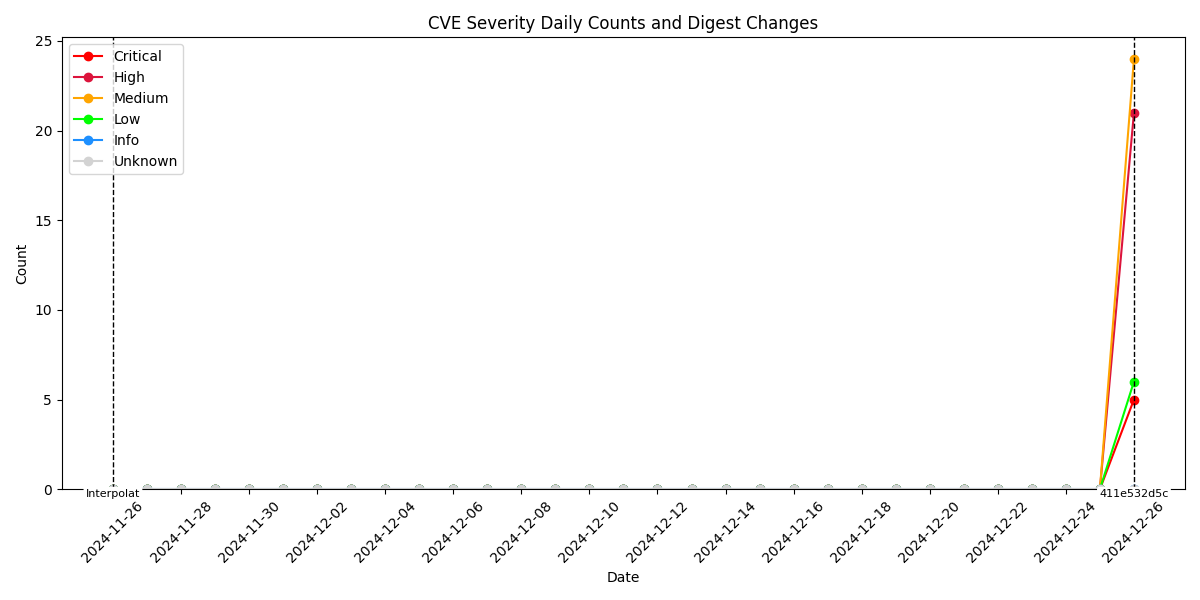 CVE Severity Daily Counts and Digest Changes
25
20
15
10
5
0
Count
Critical
High
Medium
Low
Info
Unknown
Interpolat
411e532d5c
2024-11-26
2024-11-28
2024-11-30
2024-12-02
2024-12-04
2024-12-06
2024-12-08
2024-12-10
2024-12-12
2024-12-14
2024-12-16
2024-12-18
2024-12-20
2024-12-22
2024-12-24
2024-12-26
Date